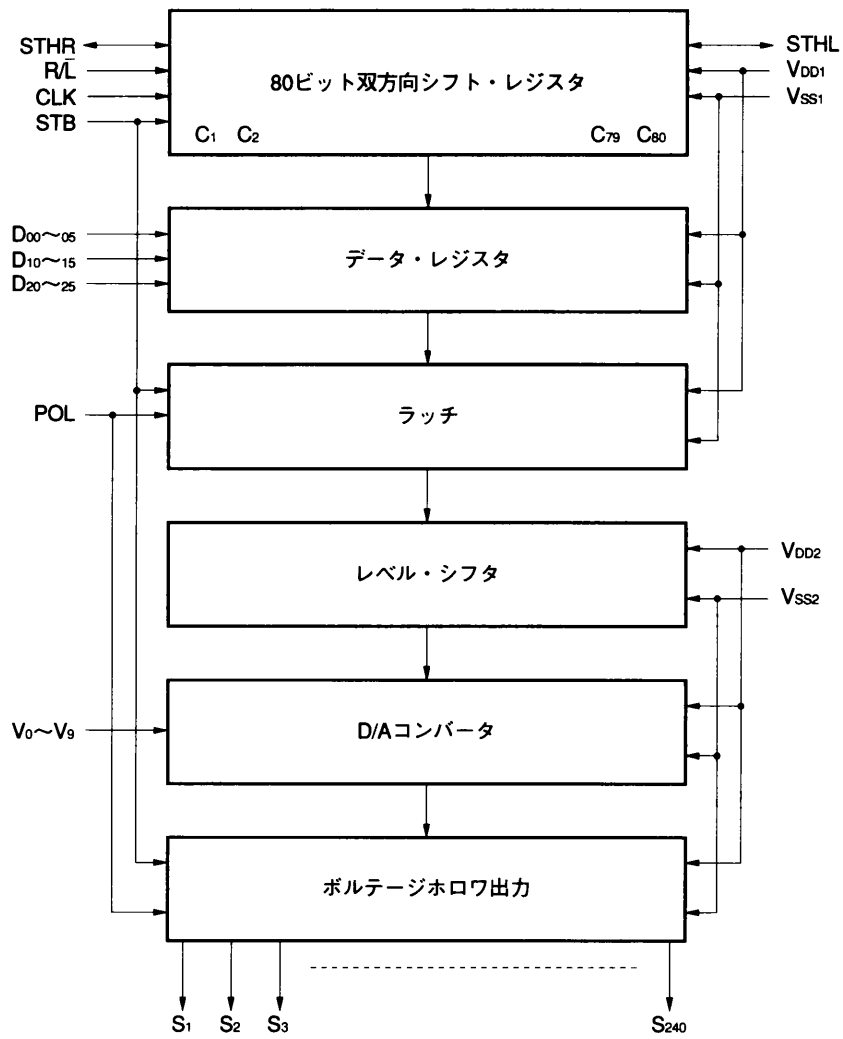 STHR
R/L̅
CLK
STB
80ビット双方向シフト・レジスタ
C1 C2 C79 C80
STHL
VDD1
VSS1
D00～05
D10～15
D20～25
データ・レジスタ
POL
ラッチ
レベル・シフタ
VDD2
VSS2
V0～V9
D/Aコンバータ
ボルテージホロワ出力
S1 S2 S3 S240